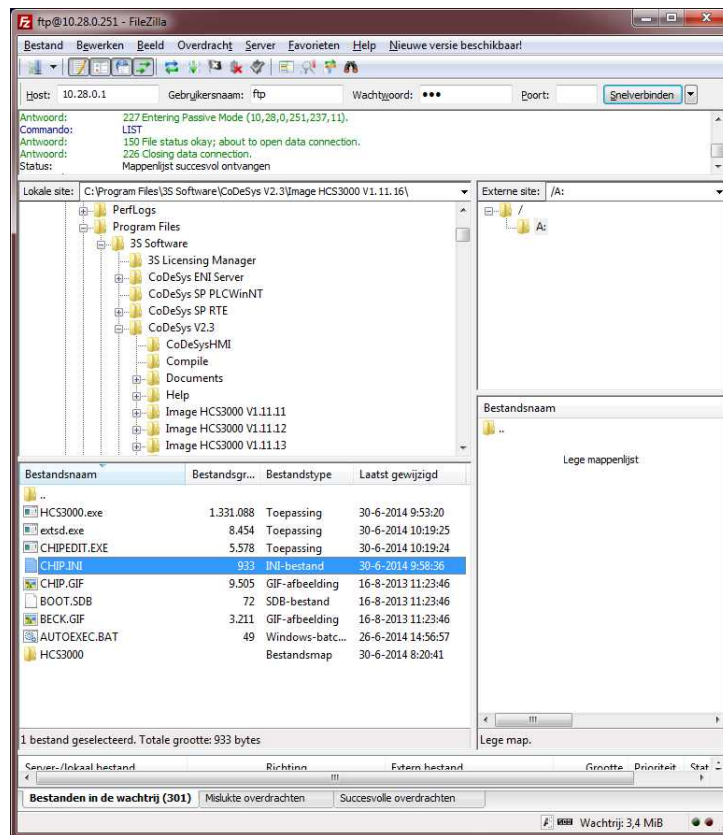 ftp@10.28.0.251 - FileZilla
Bestand Bewerken Beeld Overdracht Server Favorieten Help Nieuwe versie beschikbaar!
Host: 10.28.0.1 Gebruikersnaam: ftp Wachtwoord: ●●● Poort: Snelverbinden
Antwoord: 227 Entering Passive Mode (10,28,0,251,237,11).
Commando: LIST
Antwoord: 150 File status okay; about to open data connection.
Antwoord: 226 Closing data connection.
Status: Mappenlijst succesvol ontvangen
Lokale site: C:\Program Files\3S Software\CoDeSys V2.3\Image HCS3000 V1.11.16\
PerfLogs
Program Files
3S Software
3S Licensing Manager
CoDeSys ENI Server
CoDeSys SP PLCWinNT
CoDeSys SP RTE
CoDeSys V2.3
CoDeSysHMI
Compile
Documents
Help
Image HCS3000 V1.11.11
Image HCS3000 V1.11.12
Image HCS3000 V1.11.13
Externe site: /A:
/
A:
Bestandsnaam
..
Lege mappenlijst
Lege map.
Bestandsnaam Bestandsgr... Bestandstype Laatst gewijzigd
..
HCS3000.exe 1.331.088 Toepassing 30-6-2014 9:53:20
extsd.exe 8.454 Toepassing 30-6-2014 10:19:25
CHIPEDIT.EXE 5.578 Toepassing 30-6-2014 10:19:24
CHIP.INI 933 INI-bestand 30-6-2014 9:58:36
CHIP.GIF 9.505 GIF-afbeelding 16-8-2013 11:23:46
BOOT.SDB 72 SDB-bestand 16-8-2013 11:23:46
BECK.GIF 3.211 GIF-afbeelding 16-8-2013 11:23:46
AUTOEXEC.BAT 49 Windows-batc... 26-6-2014 14:56:57
HCS3000 Bestandsmap 30-6-2014 8:20:41
1 bestand geselecteerd. Totale grootte: 933 bytes
Server-/lokaal bestand Richting Extern bestand Grootte Prioriteit Stat
Bestanden in de wachtrij (301) Mislukte overdrachten Succesvolle overdrachten
Wachtrij: 3,4 MiB